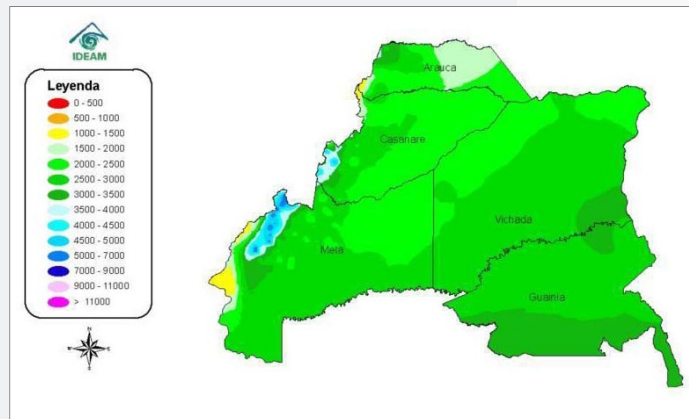 IDEAM
Leyenda
0 - 500
500 - 1000
1000 - 1500
1500 - 2000
2000 - 2500
2500 - 3000
3000 - 3500
3500 - 4000
4000 - 4500
4500 - 5000
5000 - 7000
7000 - 9000
9000 - 11000
> 11000
N
Arauca
Casanare
Meta
Vichada
Guainía